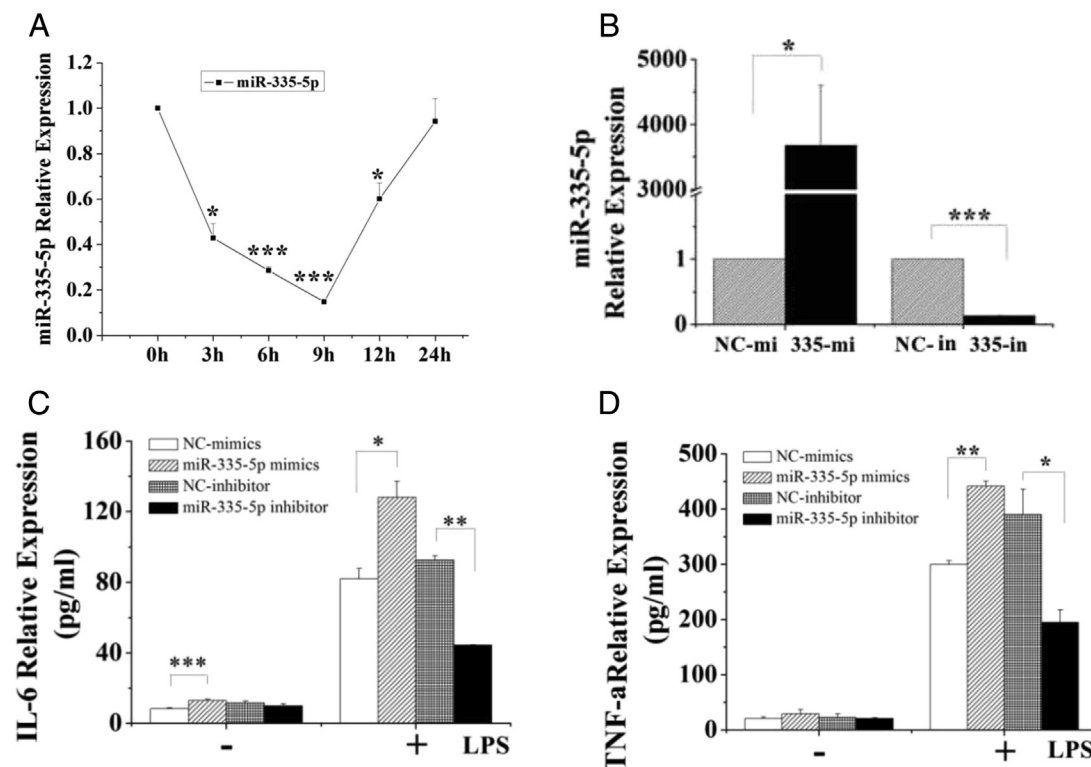 A
miR-335-5p Relative Expression
1.2
1.0
0.8
0.6
0.4
0.2
0.0
miR-335-5p
*
***
***
*
0h 3h 6h 9h 12h 24h
B
miR-335-5p
Relative Expression
5000
4000
3000
1
0
*
***
NC-mi 335-mi NC- in 335-in
C
IL-6 Relative Expression
(pg/ml)
160
120
80
40
0
NC-mimics
miR-335-5p mimics
NC-inhibitor
miR-335-5p inhibitor
***
*
**
- + LPS
D
TNF-aRelative Expression
(pg/ml)
500
400
300
200
100
0
NC-mimics
miR-335-5p mimics
NC-inhibitor
miR-335-5p inhibitor
**
*
- + LPS